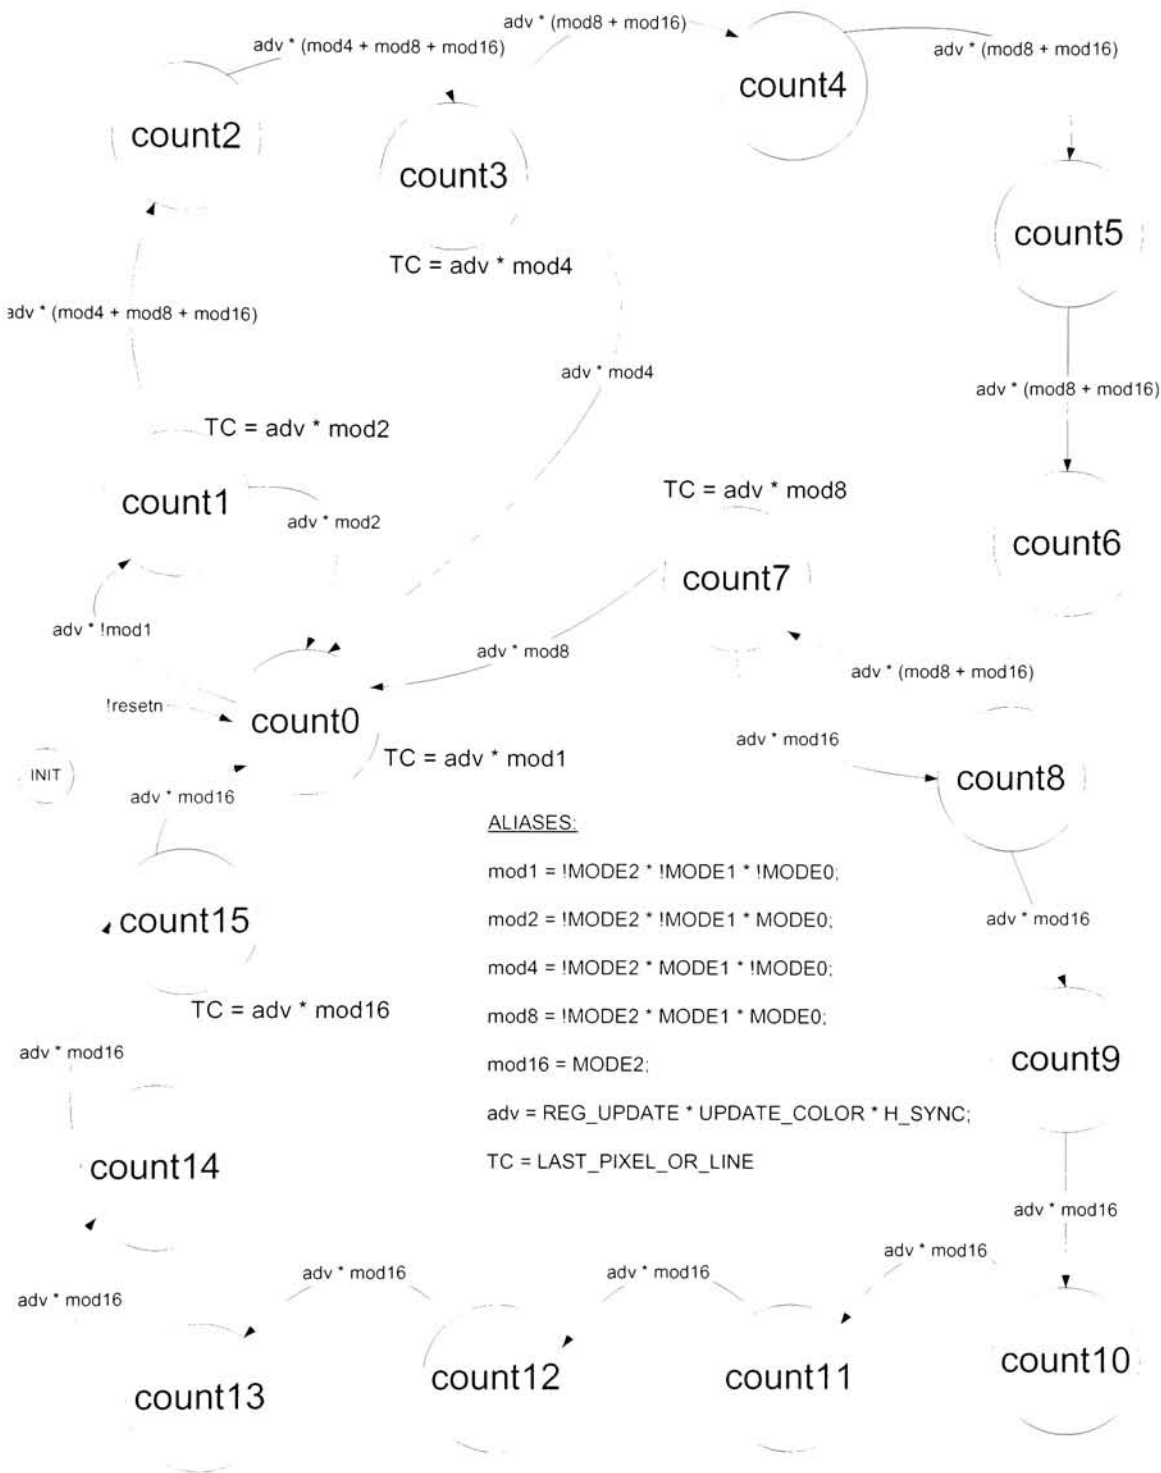 adv * (mod8 + mod16)
adv * (mod4 + mod8 + mod16)
adv * (mod8 + mod16)
count4
count2
count3
count5
TC = adv * mod4
adv * (mod4 + mod8 + mod16)
adv * mod4
adv * (mod8 + mod16)
TC = adv * mod2
count1
TC = adv * mod8
adv * mod2
count6
count7
adv * !mod1
adv * mod8
adv * (mod8 + mod16)
!resetn
count0
adv * mod16
TC = adv * mod1
INIT
count8
adv * mod16
ALIASES:
mod1 = !MODE2 * !MODE1 * !MODE0;
count15
mod2 = !MODE2 * !MODE1 * MODE0;
adv * mod16
mod4 = !MODE2 * MODE1 * !MODE0;
TC = adv * mod16
mod8 = !MODE2 * MODE1 * MODE0;
adv * mod16
mod16 = MODE2;
count9
adv = REG_UPDATE * UPDATE_COLOR * H_SYNC;
count14
TC = LAST_PIXEL_OR_LINE
adv * mod16
adv * mod16
adv * mod16
adv * mod16
adv * mod16
count13
count12
count11
count10